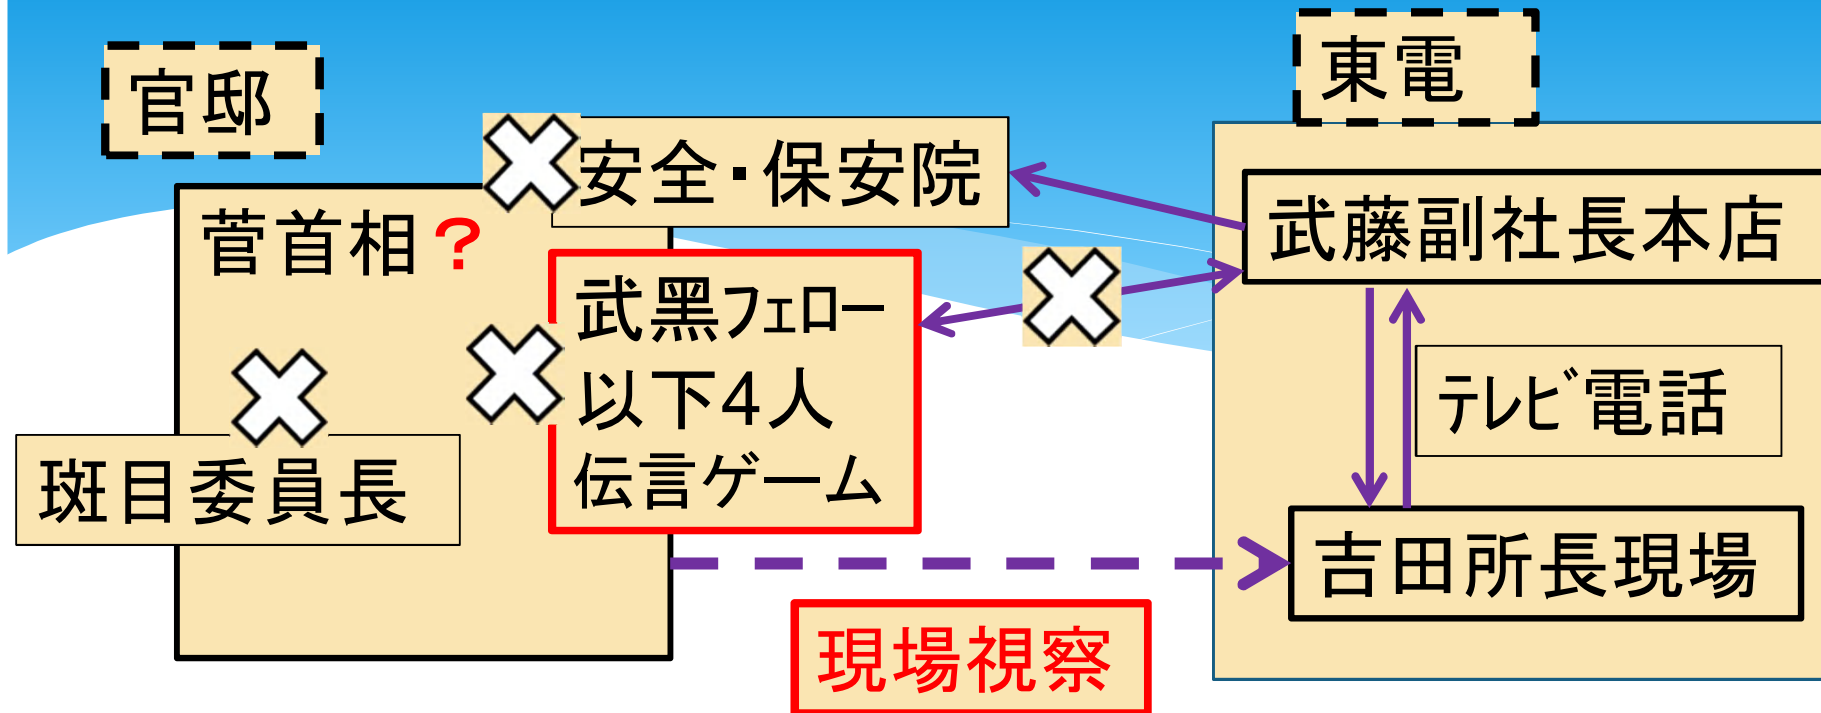 官邸
東電
安全・保安院
菅首相？
武藤副社長本店
武黒フェロー
以下4人
伝言ゲーム
テレビ電話
斑目委員長
吉田所長現場
現場視察